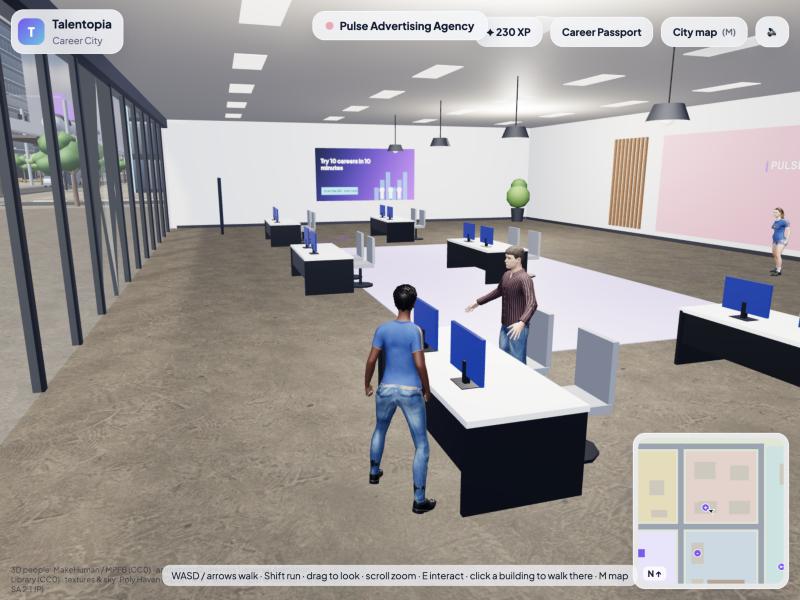 T
Talentopia
Career City
Pulse Advertising Agency
230 XP
Career Passport
City map (M)
Try 10 careers in 10
minutes
PULS
3D people: MakeHuman / MPFB (CC0)
Library (CC0) · textures & sky: Poly Haven
WASD / arrows walk · Shift run · drag to look · scroll zoom · E interact · click a building to walk there · M map
N ↑